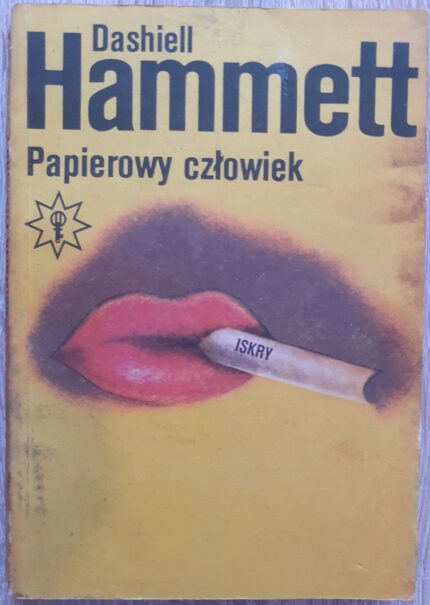 Dashiell
Hammett
Papierowy człowiek
ISKRY